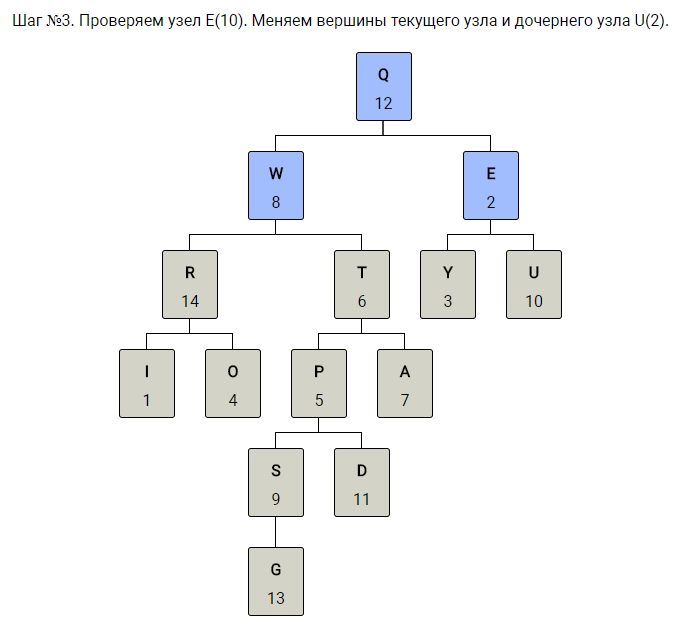 Шаг №3. Проверяем узел E(10). Меняем вершины текущего узла и дочернего узла U(2).
Q
12
W
8
E
2
R
14
T
6
Y
3
U
10
I
1
O
4
P
5
A
7
S
9
D
11
G
13